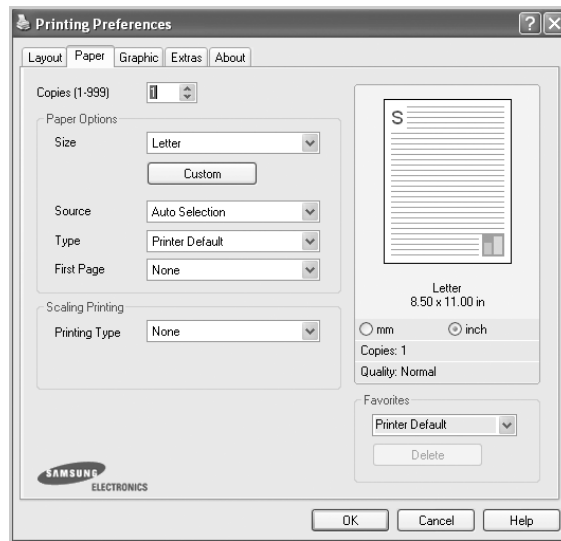 Printing Preferences
Layout Paper Graphic Extras About
Copies (1-999) 1
Paper Options
Size Letter
Custom
Source Auto Selection
Type Printer Default
First Page None
Scaling Printing
Printing Type None
S
Letter
8.50 x 11.00 in
mm inch
Copies: 1
Quality: Normal
Favorites
Printer Default
Delete
SAMSUNG
ELECTRONICS
OK Cancel Help